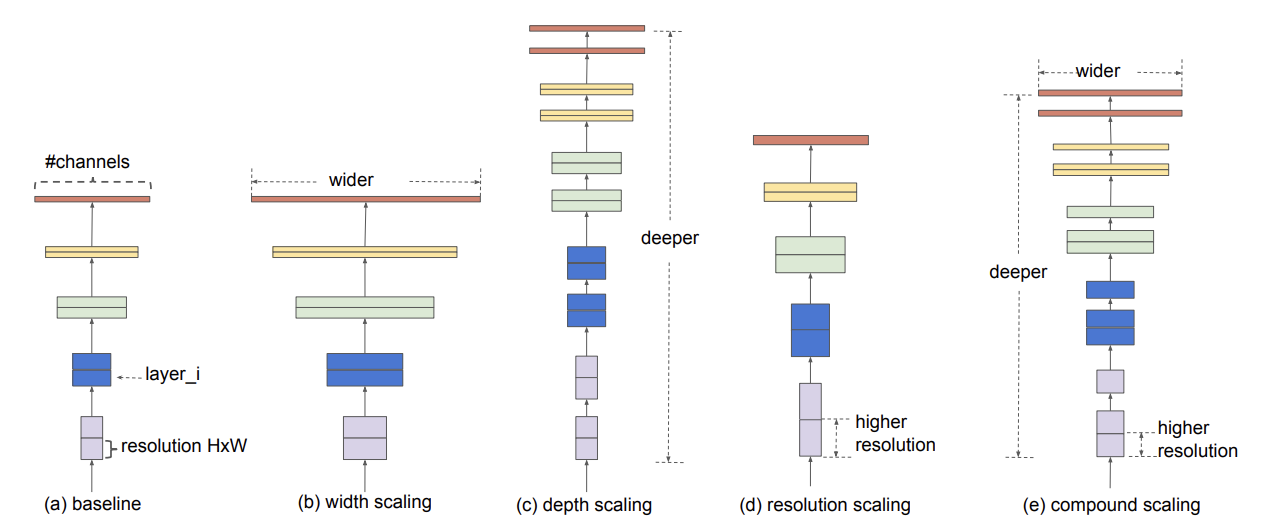 #channels
layer_i
resolution HxW
(a) baseline
wider
(b) width scaling
deeper
(c) depth scaling
higher
resolution
(d) resolution scaling
wider
deeper
higher
resolution
(e) compound scaling